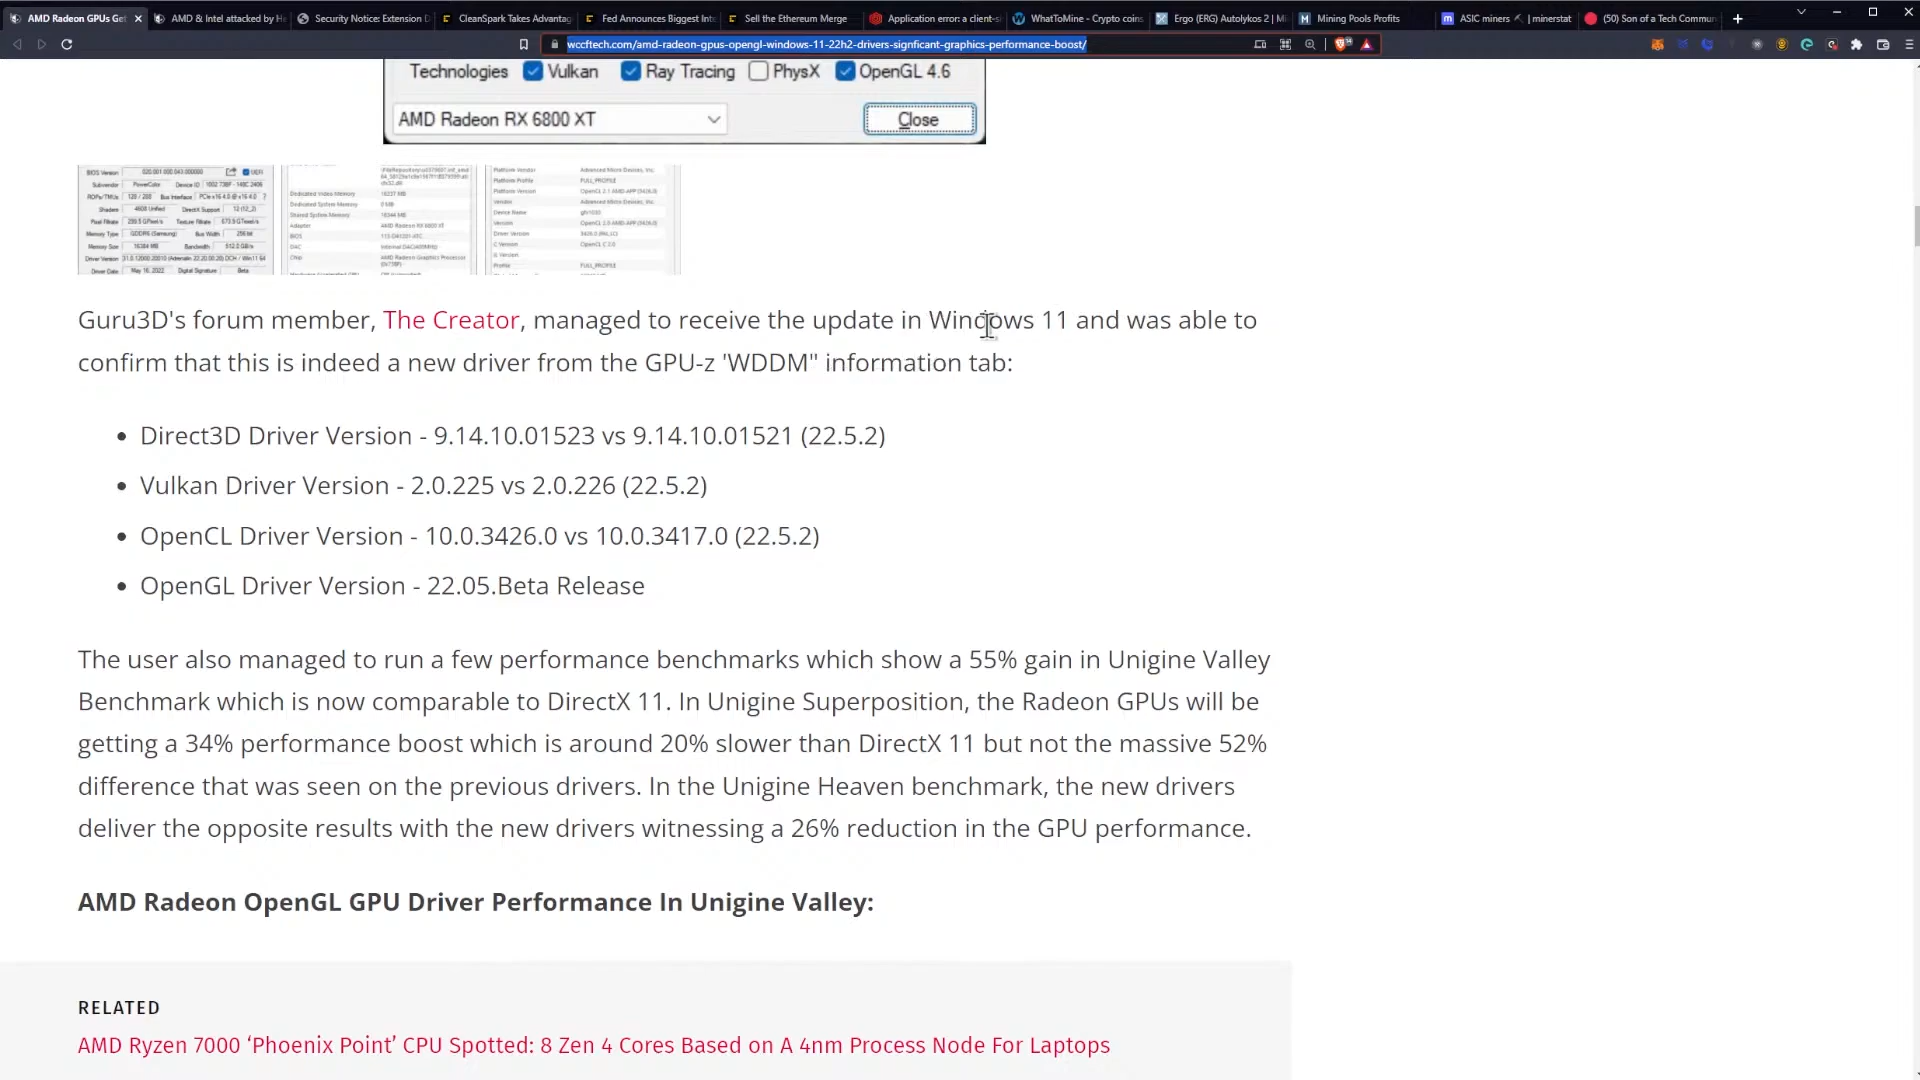 AMD Radeon GPUs Get
AMD & Intel attacked by He
Security Notice: Extension D
CleanSpark Takes Advantag
Fed Announces Biggest Inte
Sell the Ethereum Merge
Application error: a client-si
WhatToMine - Crypto coins
Ergo (ERG) Autolykos 2 | Mi
Mining Pools Profits
ASIC miners ⛏ | minerstat
(50) Son of a Tech Commun
wccftech.com/amd-radeon-gpus-opengl-windows-11-22h2-drivers-signficant-graphics-performance-boost/
Technologies Vulkan Ray Tracing PhysX OpenGL 4.6
AMD Radeon RX 6800 XT Close
Guru3D's forum member, The Creator, managed to receive the update in Windows 11 and was able to
confirm that this is indeed a new driver from the GPU-z 'WDDM" information tab:
• Direct3D Driver Version - 9.14.10.01523 vs 9.14.10.01521 (22.5.2)
• Vulkan Driver Version - 2.0.225 vs 2.0.226 (22.5.2)
• OpenCL Driver Version - 10.0.3426.0 vs 10.0.3417.0 (22.5.2)
• OpenGL Driver Version - 22.05.Beta Release
The user also managed to run a few performance benchmarks which show a 55% gain in Unigine Valley
Benchmark which is now comparable to DirectX 11. In Unigine Superposition, the Radeon GPUs will be
getting a 34% performance boost which is around 20% slower than DirectX 11 but not the massive 52%
difference that was seen on the previous drivers. In the Unigine Heaven benchmark, the new drivers
deliver the opposite results with the new drivers witnessing a 26% reduction in the GPU performance.
AMD Radeon OpenGL GPU Driver Performance In Unigine Valley:
RELATED
AMD Ryzen 7000 ‘Phoenix Point’ CPU Spotted: 8 Zen 4 Cores Based on A 4nm Process Node For Laptops